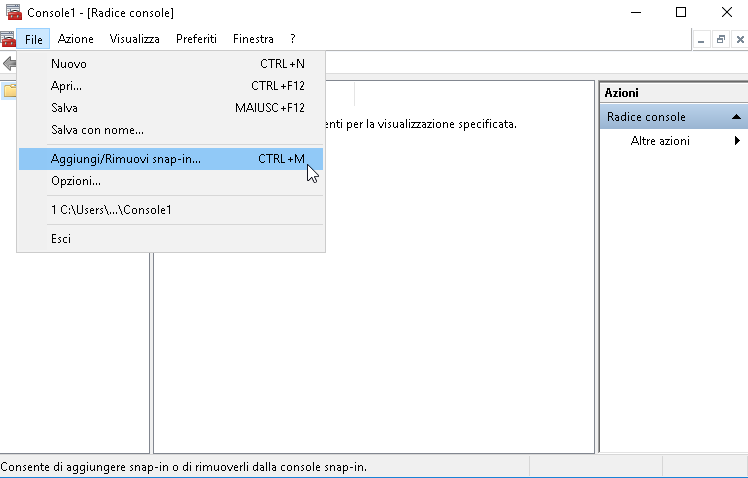 Console1 - [Radice console]
File Azione Visualizza Preferiti Finestra ?
Nuovo CTRL+N
Apri... CTRL+F12
Salva MAIUSC+F12
Salva con nome...
Aggiungi/Rimuovi snap-in... CTRL+M
Opzioni...
1 C:\Users\...\Console1
Esci
enti per la visualizzazione specificata.
Azioni
Radice console
Altre azioni
Consente di aggiungere snap-in o di rimuoverli dalla console snap-in.